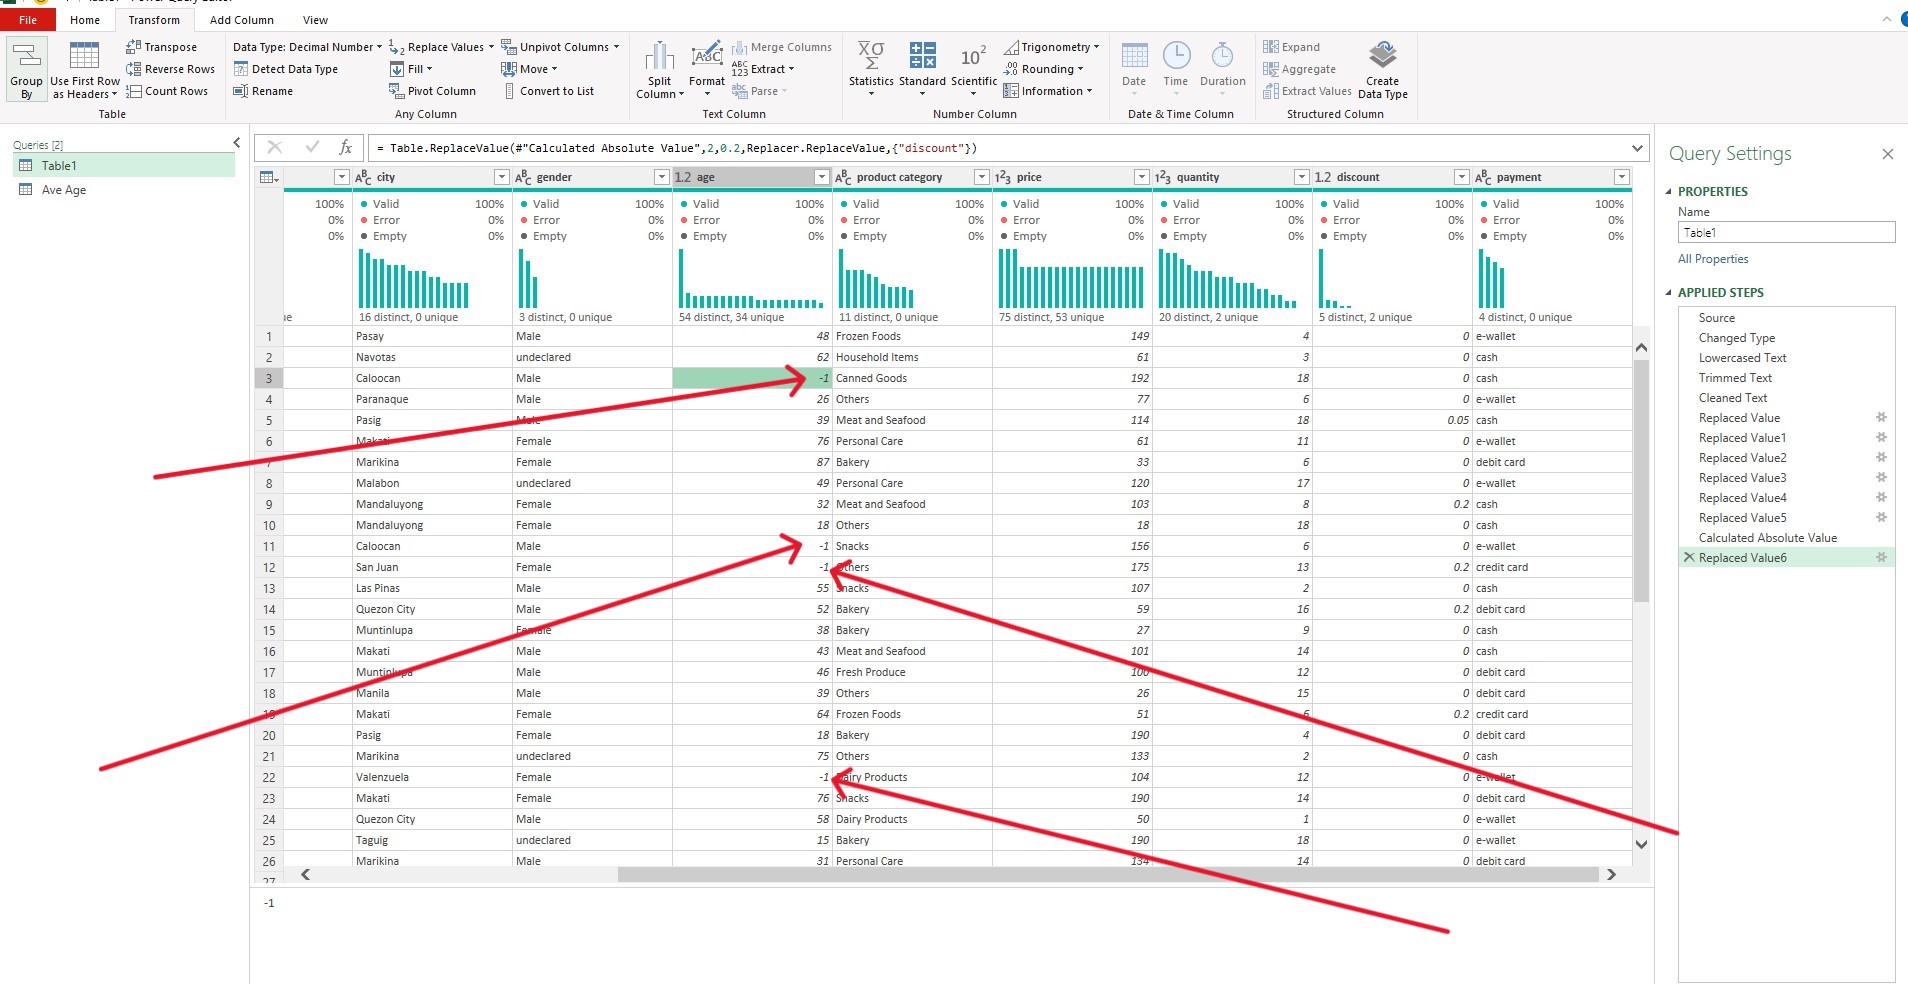 File Home Transform Add Column View
Transpose Data Type: Decimal Number Replace Values Unpivot Columns Merge Columns Trigonometry Expand
Reverse Rows Detect Data Type Fill Move Extract Rounding Aggregate
Group By Use First Row as Headers Count Rows Rename Pivot Column Convert to List Split Column Format Parse Statistics Standard Scientific Information Date Time Duration Extract Values Create Data Type
Table Any Column Text Column Number Column Date & Time Column Structured Column
Queries [2]
Table1
Ave Age
= Table.ReplaceValue(#"Calculated Absolute Value",2,0.2,Replacer.ReplaceValue,{"discount"})
city gender 1.2 age product category price quantity 1.2 discount payment
100% Valid 100% Valid 100% Valid 100% Valid 100% Valid 100% Valid 100% Valid 100% Valid 100%
0% Error 0% Error 0% Error 0% Error 0% Error 0% Error 0% Error 0% Error 0%
0% Empty 0% Empty 0% Empty 0% Empty 0% Empty 0% Empty 0% Empty 0% Empty 0%
16 distinct, 0 unique 3 distinct, 0 unique 54 distinct, 34 unique 11 distinct, 0 unique 75 distinct, 53 unique 20 distinct, 2 unique 5 distinct, 2 unique 4 distinct, 0 unique
1 Pasay Male 48 Frozen Foods 149 4 0 e-wallet
2 Navotas undeclared 62 Household Items 61 3 0 cash
3 Caloocan Male -1 Canned Goods 192 18 0 cash
4 Paranaque Male 26 Others 77 6 0 e-wallet
5 Pasig Male 39 Meat and Seafood 114 18 0.05 cash
6 Makati Female 76 Personal Care 61 11 0 e-wallet
7 Marikina Female 87 Bakery 33 6 0 debit card
8 Malabon undeclared 49 Personal Care 120 17 0 e-wallet
9 Mandaluyong Female 32 Meat and Seafood 103 8 0.2 cash
10 Mandaluyong Female 18 Others 18 18 0 cash
11 Caloocan Male -1 Snacks 156 6 0 e-wallet
12 San Juan Female -1 Others 175 13 0.2 credit card
13 Las Pinas Male 55 Snacks 107 2 0 cash
14 Quezon City Male 52 Bakery 59 16 0.2 debit card
15 Muntinlupa Female 38 Bakery 27 9 0 cash
16 Makati Male 43 Meat and Seafood 101 14 0 cash
17 Muntinlupa Male 46 Fresh Produce 100 12 0 debit card
18 Manila Male 39 Others 26 15 0 debit card
19 Makati Female 64 Frozen Foods 51 6 0.2 credit card
20 Pasig Female 18 Bakery 190 4 0 debit card
21 Marikina undeclared 75 Others 133 2 0 cash
22 Valenzuela Female -1 Dairy Products 104 12 0 e-wallet
23 Makati Female 76 Snacks 190 14 0 debit card
24 Quezon City Male 58 Dairy Products 50 1 0 e-wallet
25 Taguig undeclared 15 Bakery 190 18 0 e-wallet
26 Marikina Male 31 Personal Care 134 14 0 debit card
27
-1
Query Settings
PROPERTIES
Name
Table1
All Properties
APPLIED STEPS
Source
Changed Type
Lowercased Text
Trimmed Text
Cleaned Text
Replaced Value
Replaced Value1
Replaced Value2
Replaced Value3
Replaced Value4
Replaced Value5
Calculated Absolute Value
Replaced Value6